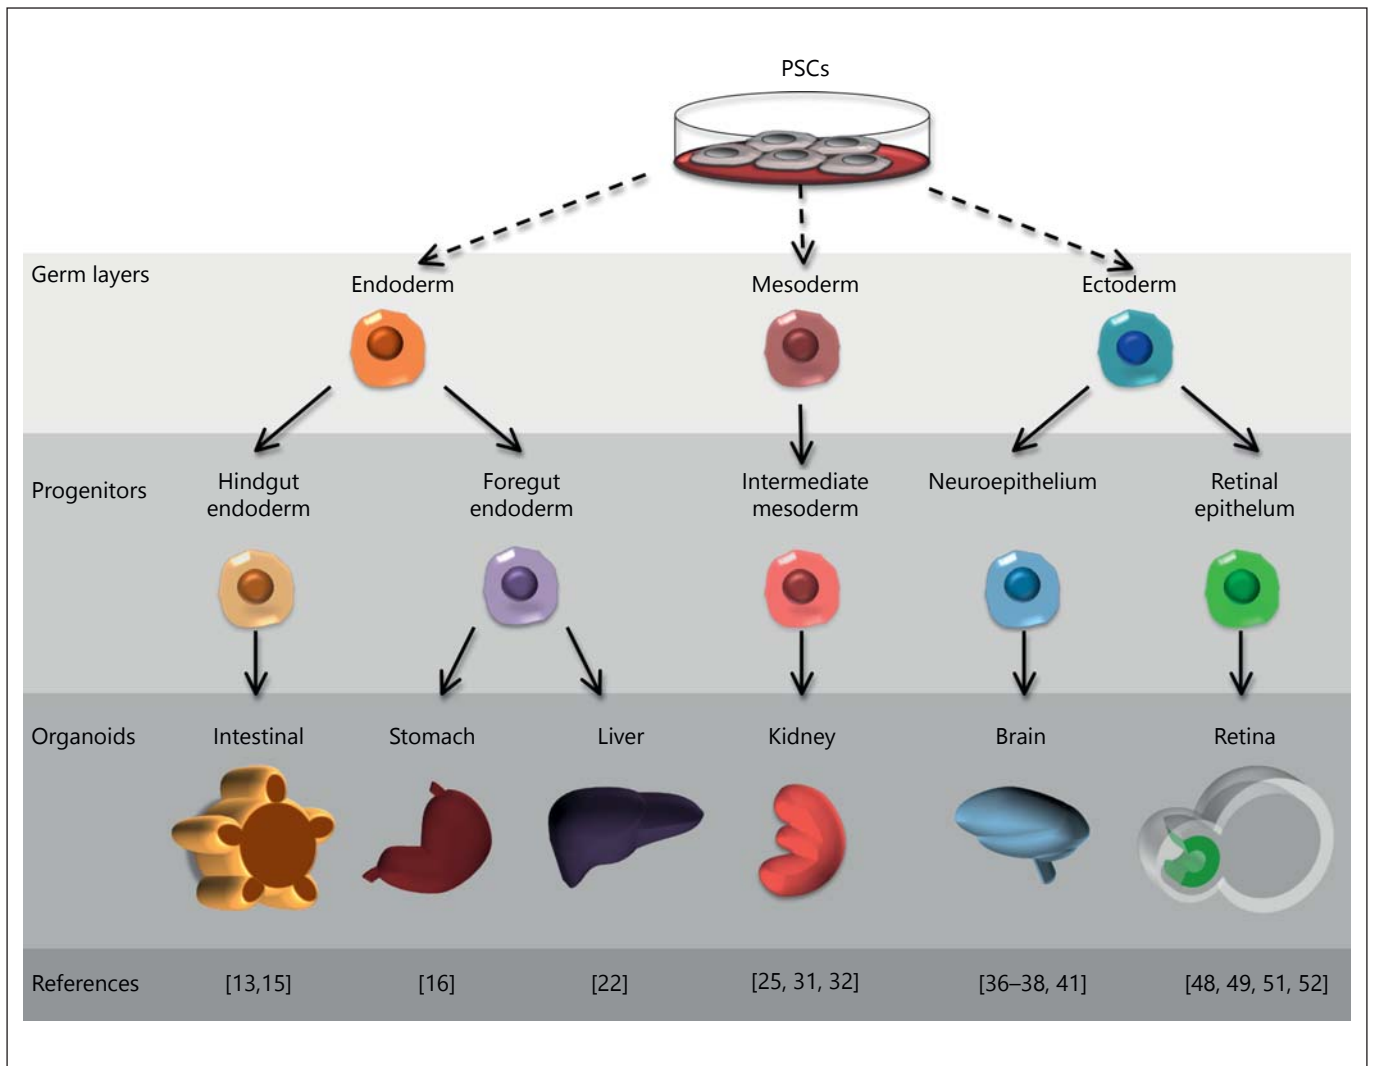 PSCs
Germ layers
Endoderm
Mesoderm
Ectoderm
Progenitors
Hindgut
endoderm
Foregut
endoderm
Intermediate
mesoderm
Neuroepithelium
Retinal
epithelum
Organoids
Intestinal
Stomach
Liver
Kidney
Brain
Retina
References
[13,15]
[16]
[22]
[25, 31, 32]
[36–38, 41]
[48, 49, 51, 52]